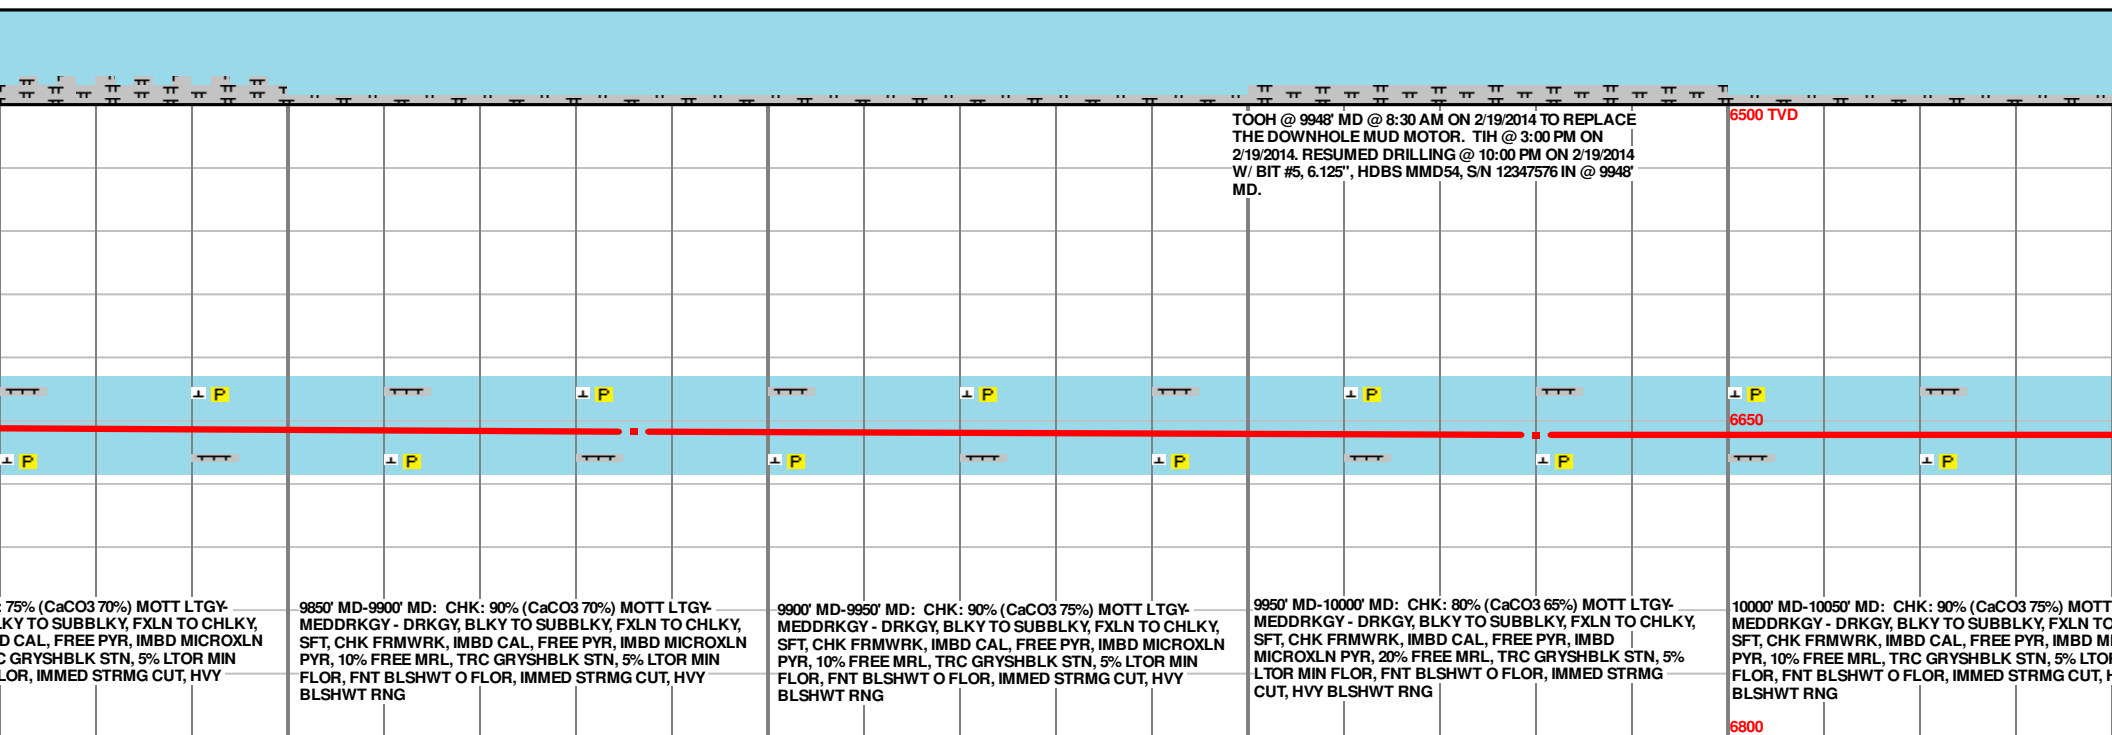 TOOH @ 9948' MD @ 8:30 AM ON 2/19/2014 TO REPLACE
THE DOWNHOLE MUD MOTOR.  TIH @ 3:00 PM ON
2/19/2014. RESUMED DRILLING @ 10:00 PM ON 2/19/2014
W/ BIT #5, 6.125", HDBS MMD54, S/N 12347576 IN @ 9948'
MD.
6500 TVD
P
P
P
P
P
6650
P
P
P
P
P
P
: 75% (CaCO3 70%) MOTT LTGY-
LKY TO SUBBLKY, FXLN TO CHLKY,
D CAL, FREE PYR, IMBD MICROXLN
C GRYSHBLK STN, 5% LTOR MIN
LOR, IMMED STRMG CUT, HVY
9850' MD-9900' MD:  CHK: 90% (CaCO3 70%) MOTT LTGY-
MEDDRKGY - DRKGY, BLKY TO SUBBLKY, FXLN TO CHLKY,
SFT, CHK FRMWRK, IMBD CAL, FREE PYR, IMBD MICROXLN
PYR, 10% FREE MRL, TRC GRYSHBLK STN, 5% LTOR MIN
FLOR, FNT BLSHWT O FLOR, IMMED STRMG CUT, HVY
BLSHWT RNG
9900' MD-9950' MD:  CHK: 90% (CaCO3 75%) MOTT LTGY-
MEDDRKGY - DRKGY, BLKY TO SUBBLKY, FXLN TO CHLKY,
SFT, CHK FRMWRK, IMBD CAL, FREE PYR, IMBD MICROXLN
PYR, 10% FREE MRL, TRC GRYSHBLK STN, 5% LTOR MIN
FLOR, FNT BLSHWT O FLOR, IMMED STRMG CUT, HVY
BLSHWT RNG
9950' MD-10000' MD:  CHK: 80% (CaCO3 65%) MOTT LTGY-
MEDDRKGY - DRKGY, BLKY TO SUBBLKY, FXLN TO CHLKY,
SFT, CHK FRMWRK, IMBD CAL, FREE PYR, IMBD
MICROXLN PYR, 20% FREE MRL, TRC GRYSHBLK STN, 5%
LTOR MIN FLOR, FNT BLSHWT O FLOR, IMMED STRMG
CUT, HVY BLSHWT RNG
10000' MD-10050' MD:  CHK: 90% (CaCO3 75%) MOTT
MEDDRKGY - DRKGY, BLKY TO SUBBLKY, FXLN TO
SFT, CHK FRMWRK, IMBD CAL, FREE PYR, IMBD MI
PYR, 10% FREE MRL, TRC GRYSHBLK STN, 5% LTOR
FLOR, FNT BLSHWT O FLOR, IMMED STRMG CUT, H
BLSHWT RNG
6800